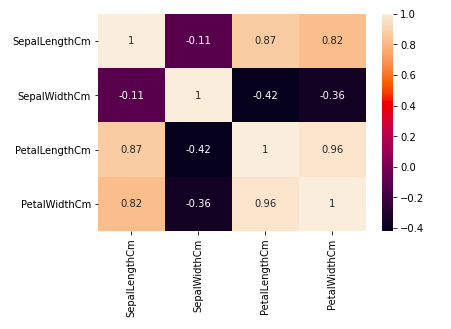 SepalLengthCm 1 -0.11 0.87 0.82
SepalWidthCm -0.11 1 -0.42 -0.36
PetalLengthCm 0.87 -0.42 1 0.96
PetalWidthCm 0.82 -0.36 0.96 1
SepalLengthCm
SepalWidthCm
PetalLengthCm
PetalWidthCm
1.0
0.8
0.6
0.4
0.2
0.0
−0.2
−0.4